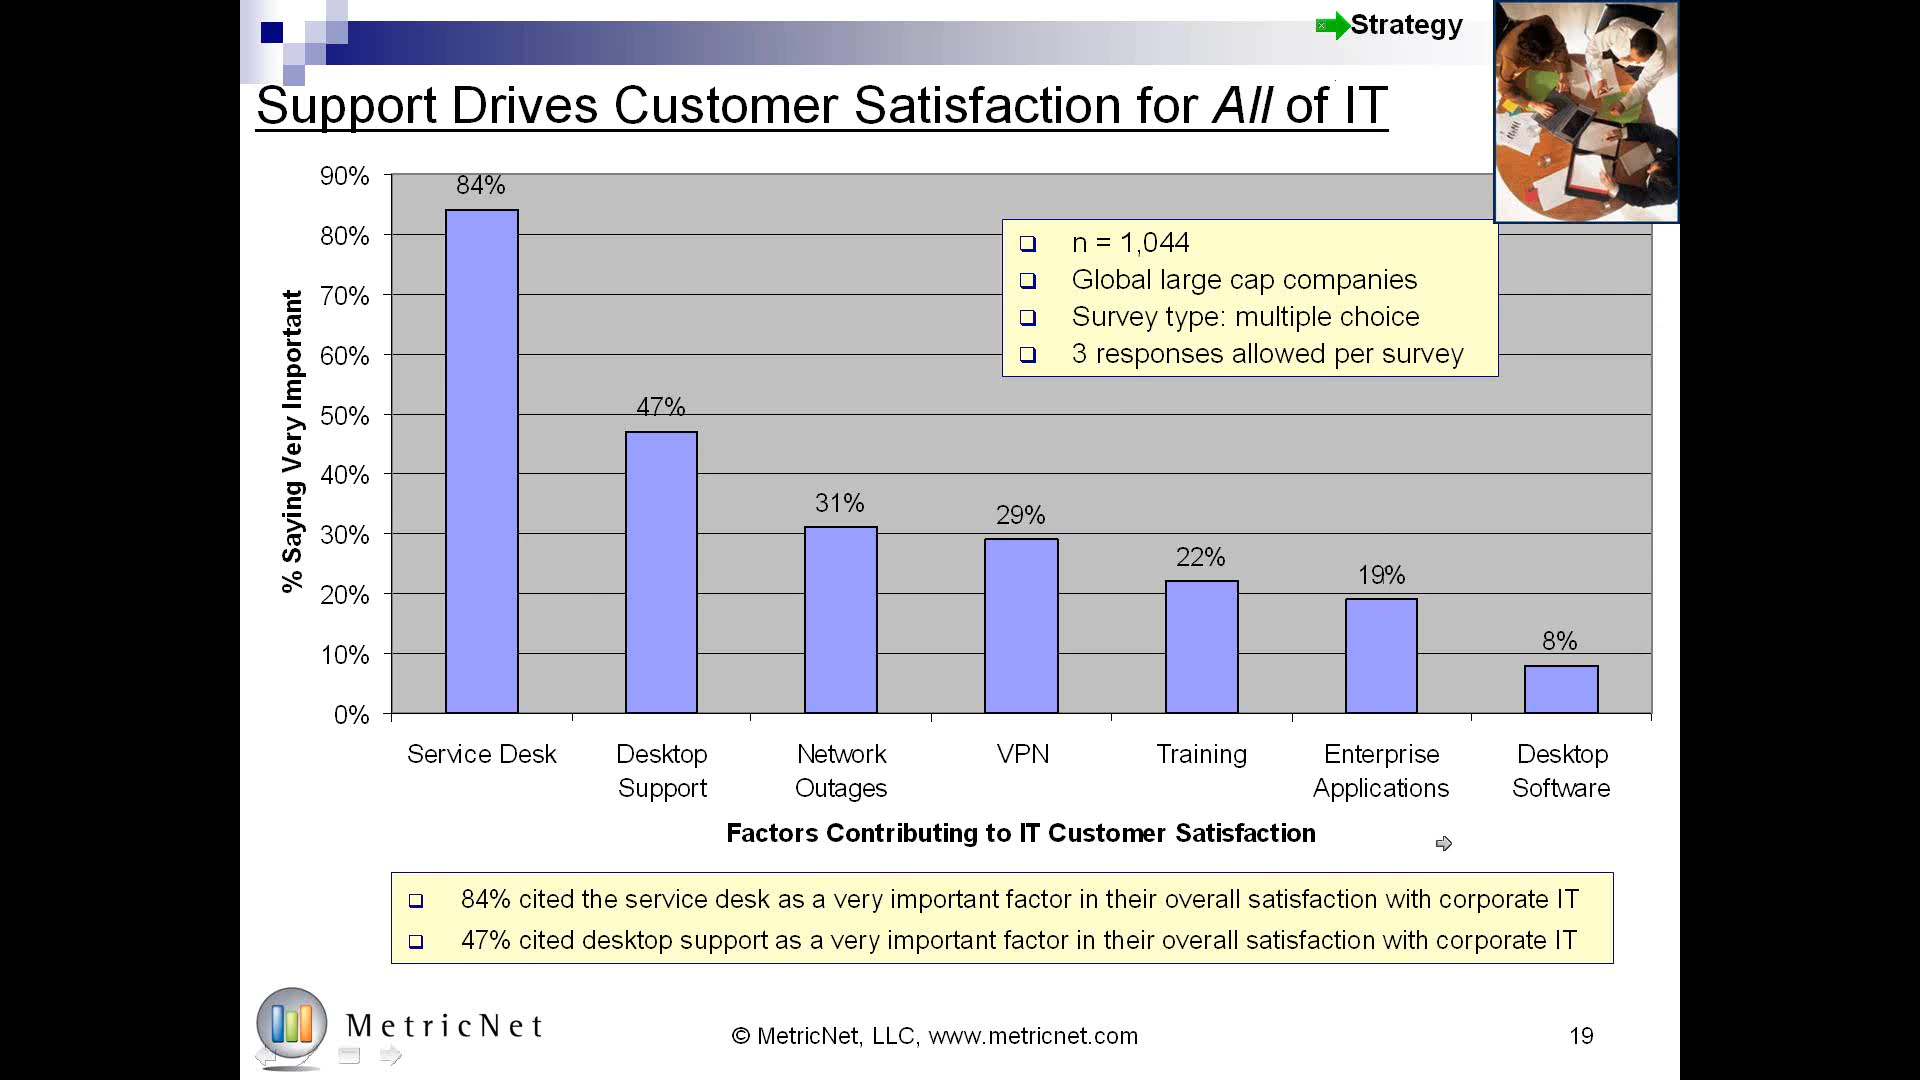 Strategy
Support Drives Customer Satisfaction for All of IT
90%
80%
70%
60%
50%
40%
30%
20%
10%
0%
% Saying Very Important
84%
47%
31%
29%
22%
19%
8%
n = 1,044
Global large cap companies
Survey type: multiple choice
3 responses allowed per survey
Service Desk
Desktop
Support
Network
Outages
VPN
Training
Enterprise
Applications
Desktop
Software
Factors Contributing to IT Customer Satisfaction
84% cited the service desk as a very important factor in their overall satisfaction with corporate IT
47% cited desktop support as a very important factor in their overall satisfaction with corporate IT
MetricNet
© MetricNet, LLC, www.metricnet.com
19